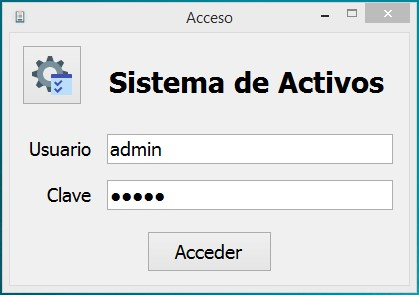 Acceso
Sistema de Activos
Usuario admin
Clave ●●●●●
Acceder